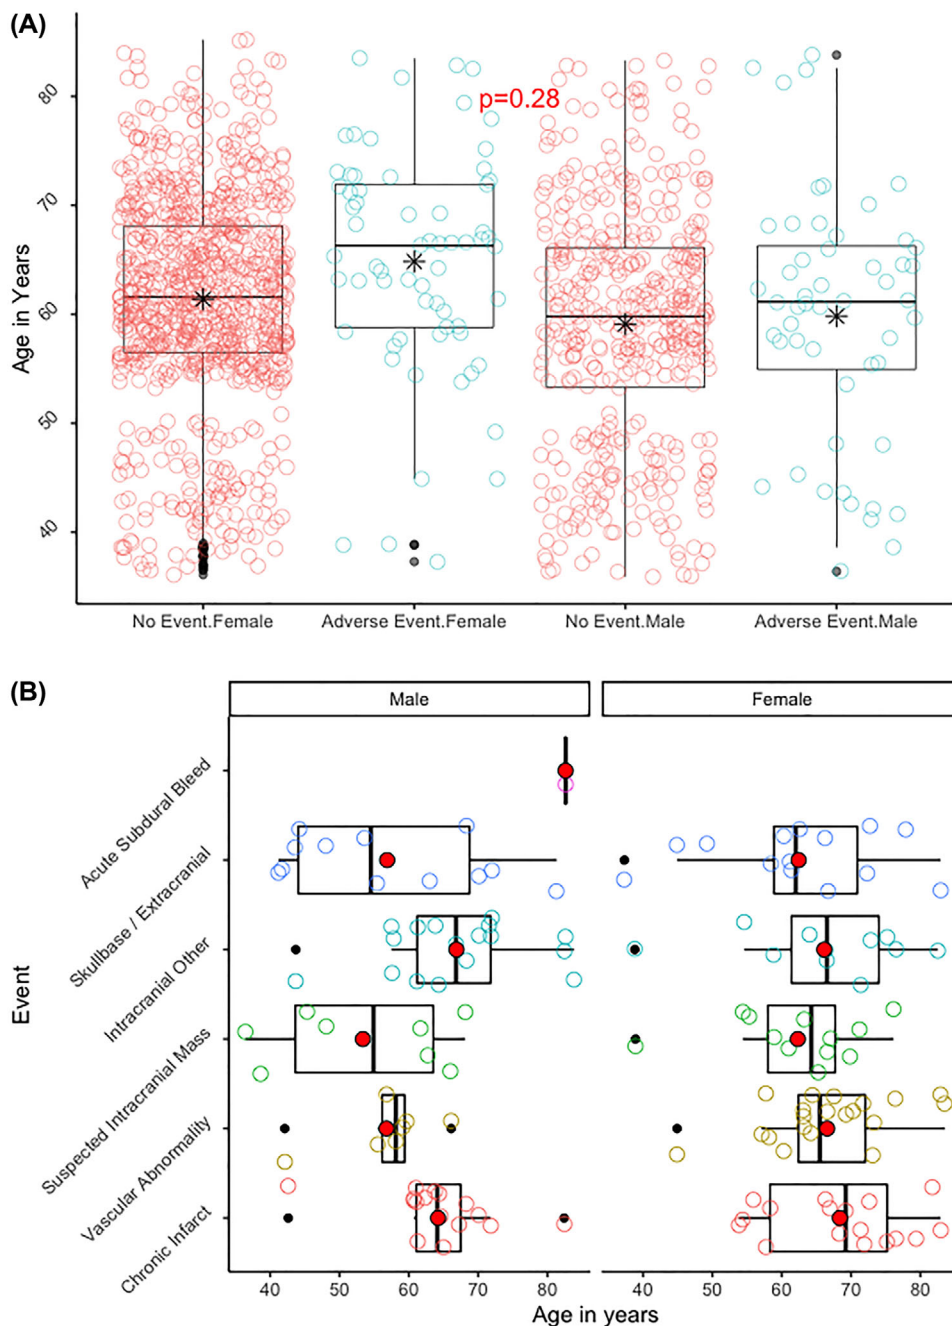 (A)
p=0.28
Age in Years
80
70
60
50
40
No Event.Female Adverse Event.Female No Event.Male Adverse Event.Male
(B)
Male Female
Event
Acute Subdural Bleed
Skullbase / Extracranial
Intracranial Other
Suspected Intracranial Mass
Vascular Abnormality
Chronic Infarct
40 50 60 70 80 40 50 60 70 80
Age in years